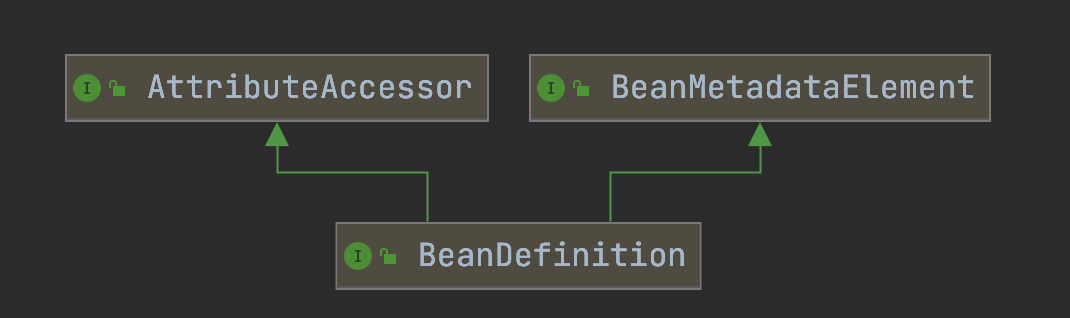 I AttributeAccessor
I BeanMetadataElement
I BeanDefinition